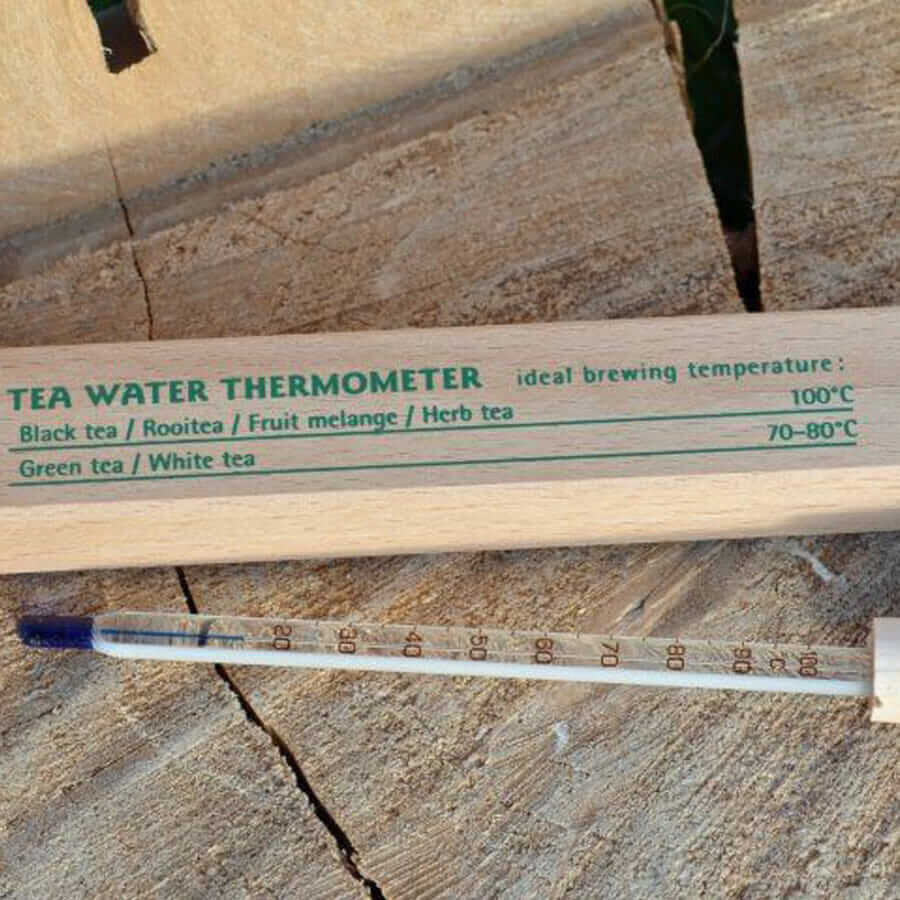 TEA WATER THERMOMETER ideal brewing temperature:
Black tea / Rooitea / Fruit melange / Herb tea 100°C
Green tea / White tea 70–80°C
20 30 40 50 60 70 80 90 °C 100